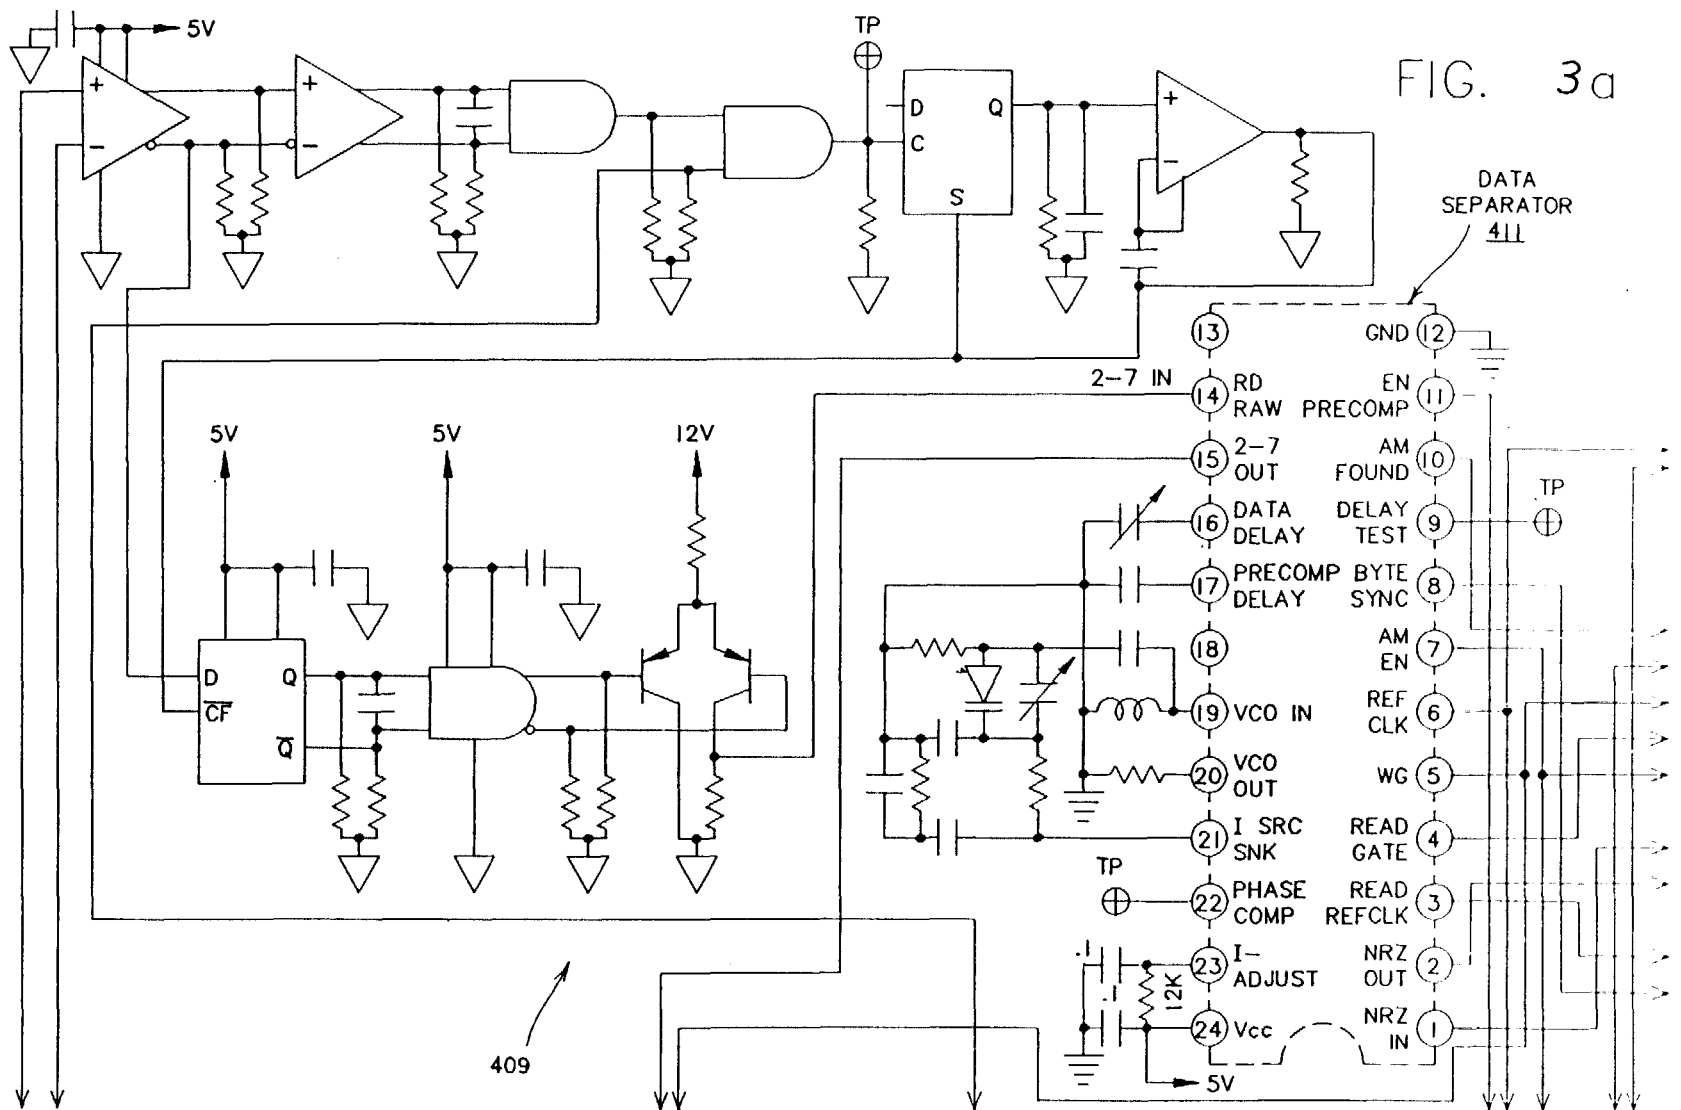 5V
TP
FIG. 3a
+
−
+
−
D
Q
C
S
+
−
DATA
SEPARATOR
411
13
GND 12
2-7 IN
14 RD
RAW
EN
PRECOMP 11
15 2-7
OUT
AM
FOUND 10
16 DATA
DELAY
DELAY
TEST 9
TP
17 PRECOMP
DELAY
BYTE
SYNC 8
18
AM
EN 7
19 VCO IN
REF
CLK 6
20 VCO
OUT
WG 5
21 I SRC
SNK
READ
GATE 4
TP
22 PHASE
COMP
READ
REFCLK 3
.1
23 I-
ADJUST
NRZ
OUT 2
.1
12K
24 Vcc
NRZ
IN 1
5V
5V
5V
12V
D
Q
CF
Q
409